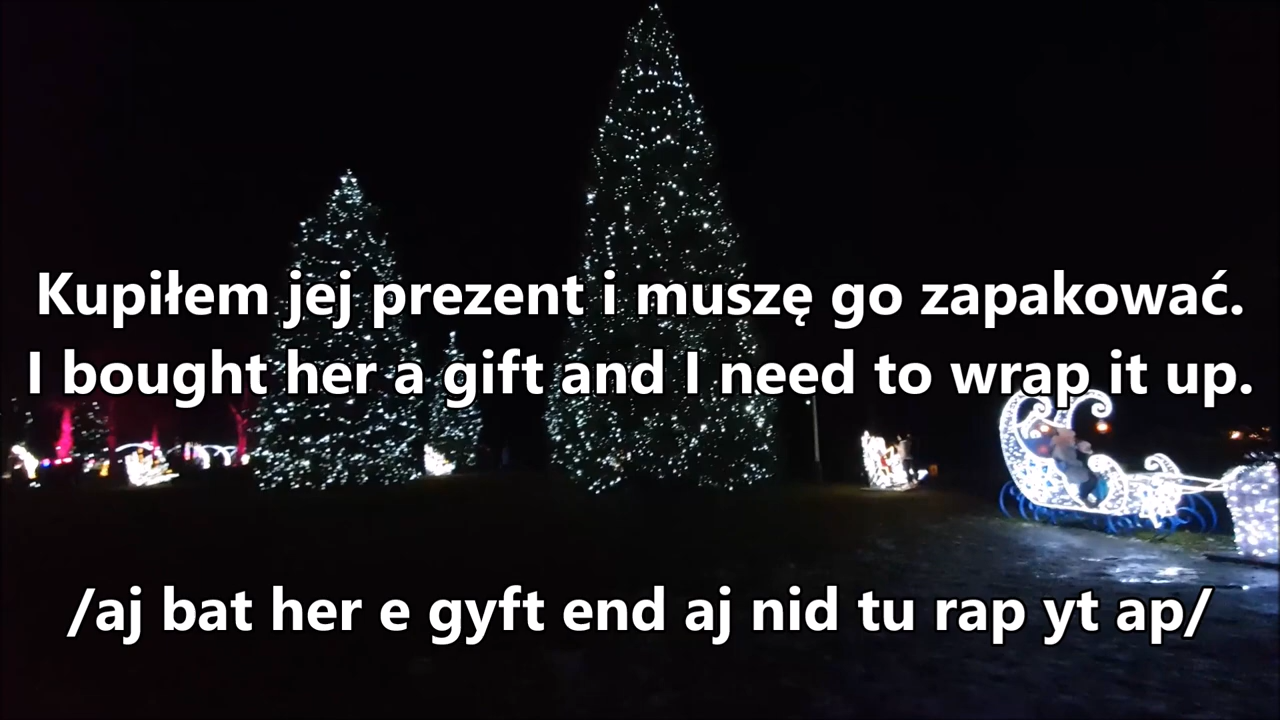 Kupiłem jej prezent i muszę go zapakować.
I bought her a gift and I need to wrap it up.
/aj bat her e gyft end aj nid tu rap yt ap/